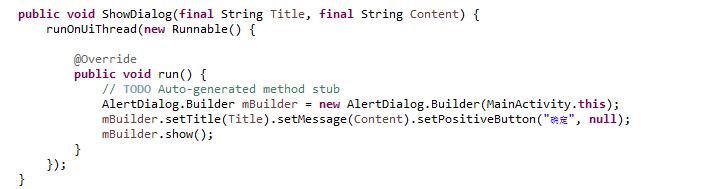 public void ShowDialog(final String Title, final String Content) {
runOnUiThread(new Runnable() {
@Override
public void run() {
// TODO Auto-generated method stub
AlertDialog.Builder mBuilder = new AlertDialog.Builder(MainActivity.this);
mBuilder.setTitle(Title).setMessage(Content).setPositiveButton("确定", null);
mBuilder.show();
}
});
}